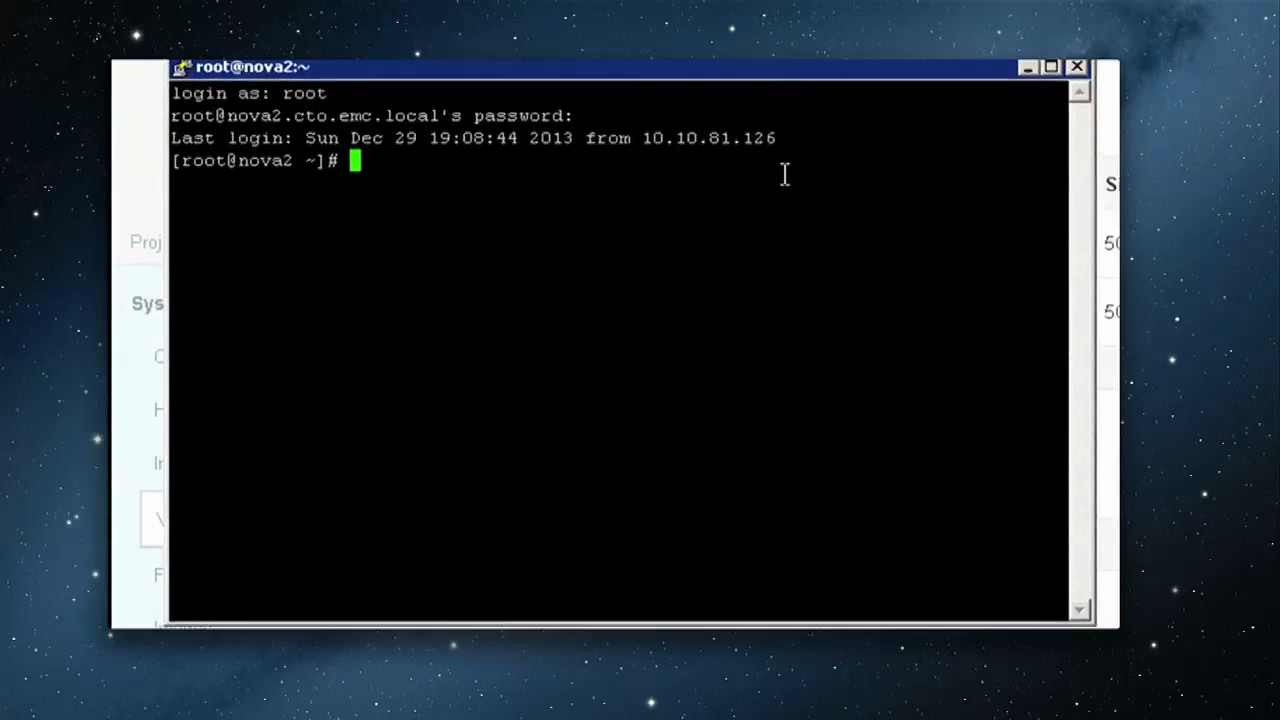 root@nova2:~
login as: root
root@nova2.cto.emc.local's password:
Last login: Sun Dec 29 19:08:44 2013 from 10.10.81.126
[root@nova2 ~]#
Proj
Sys